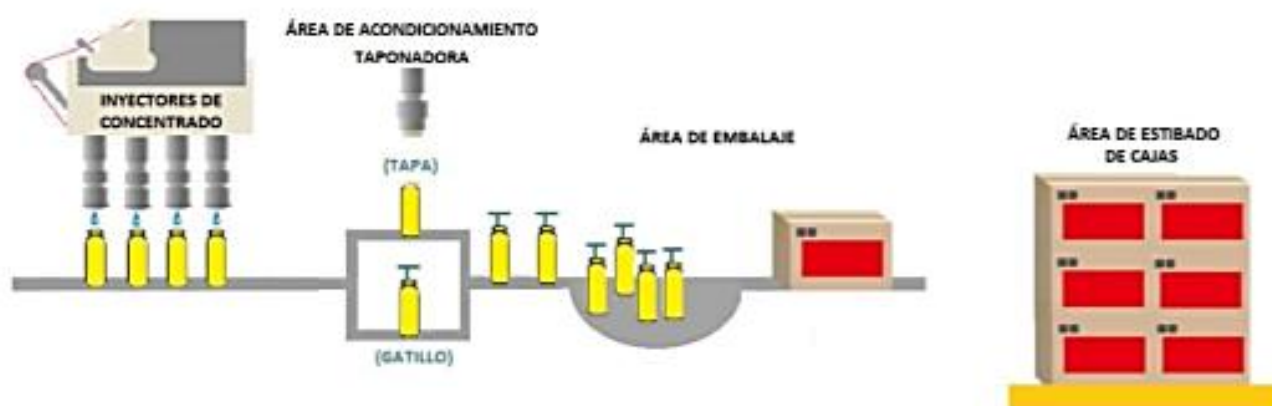 INYECTORES DE
CONCENTRADO
ÁREA DE ACONDICIONAMIENTO
TAPONADORA
(TAPA)
(GATILLO)
ÁREA DE EMBALAJE
ÁREA DE ESTIBADO
DE CAJAS